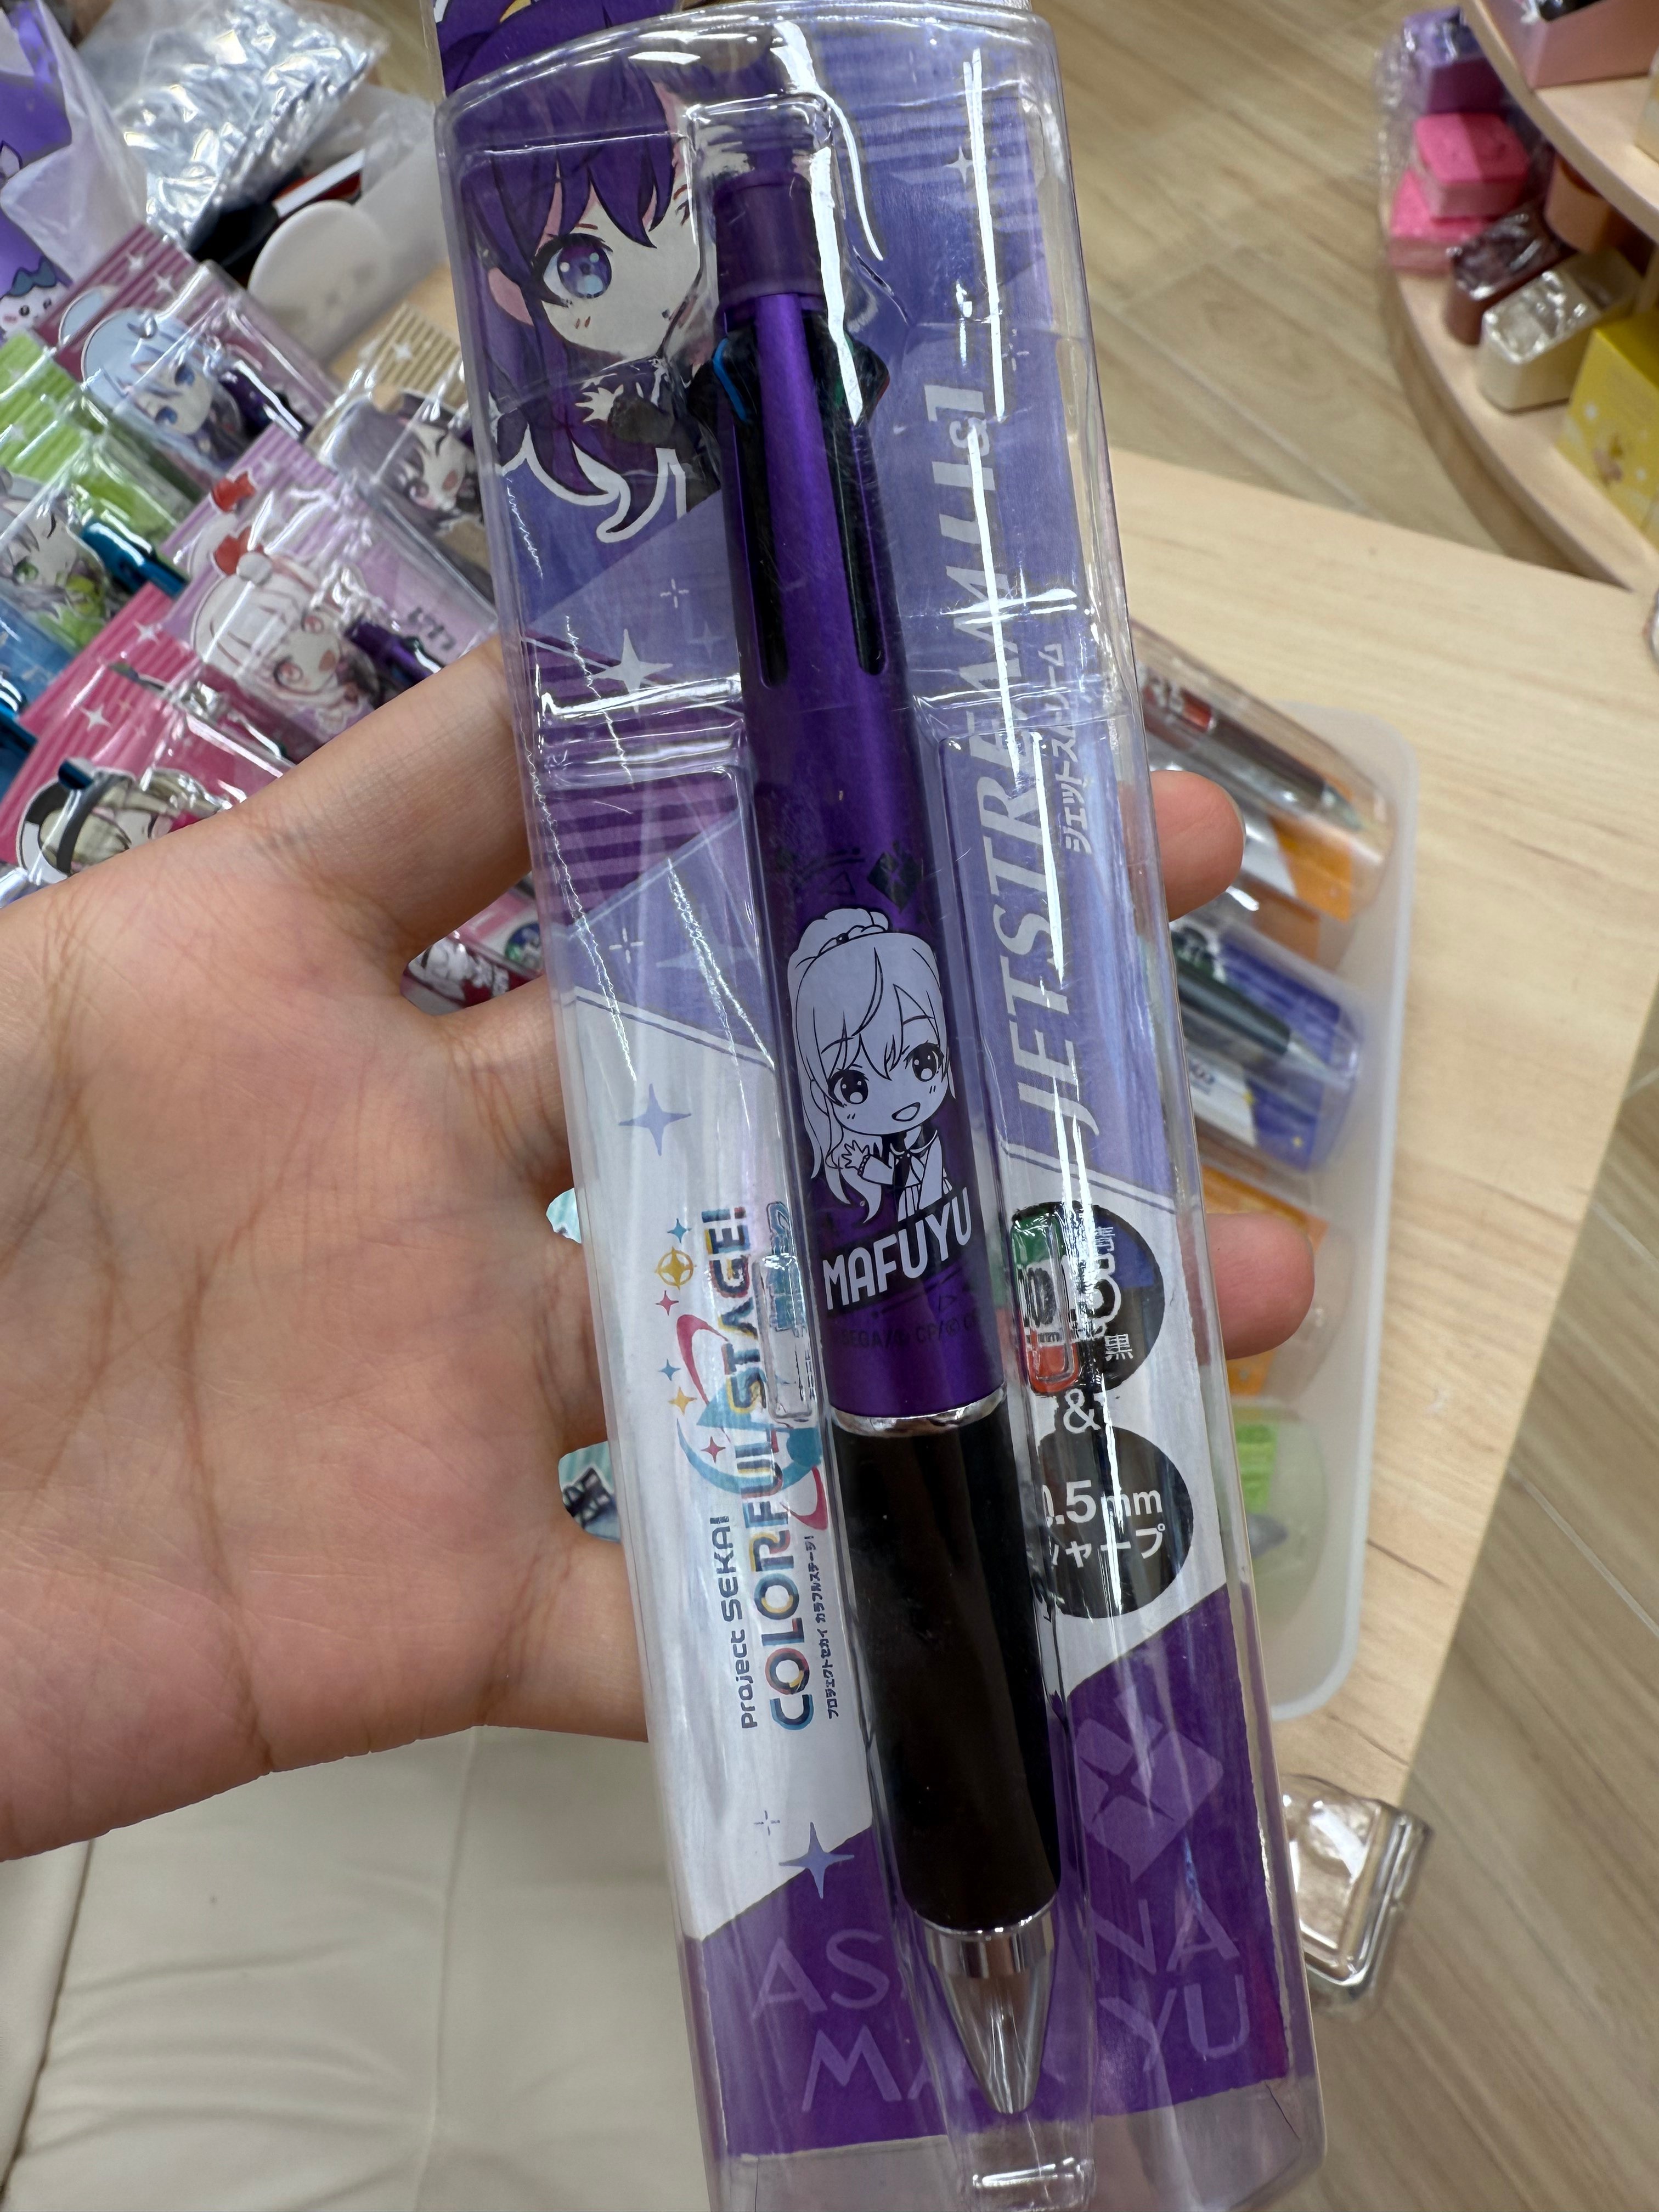 JETSTREAM 4&1
ジェットストリーム
MAFUYU
PROJECT SEKAI
COLORFUL STAGE!
プロジェクトセカイ カラフルステージ!
黒
&
0.5mm
シャープ